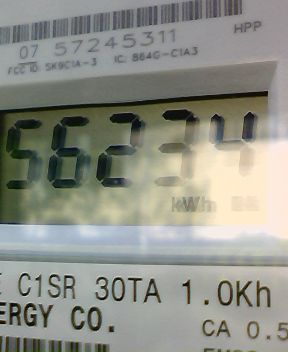 07 57245311 HPP
FCC ID: SK9C1A-3 IC: 864G-C1A3
56234
kWh
C1SR 30TA 1.0Kh
ERGY CO. CA 0.5